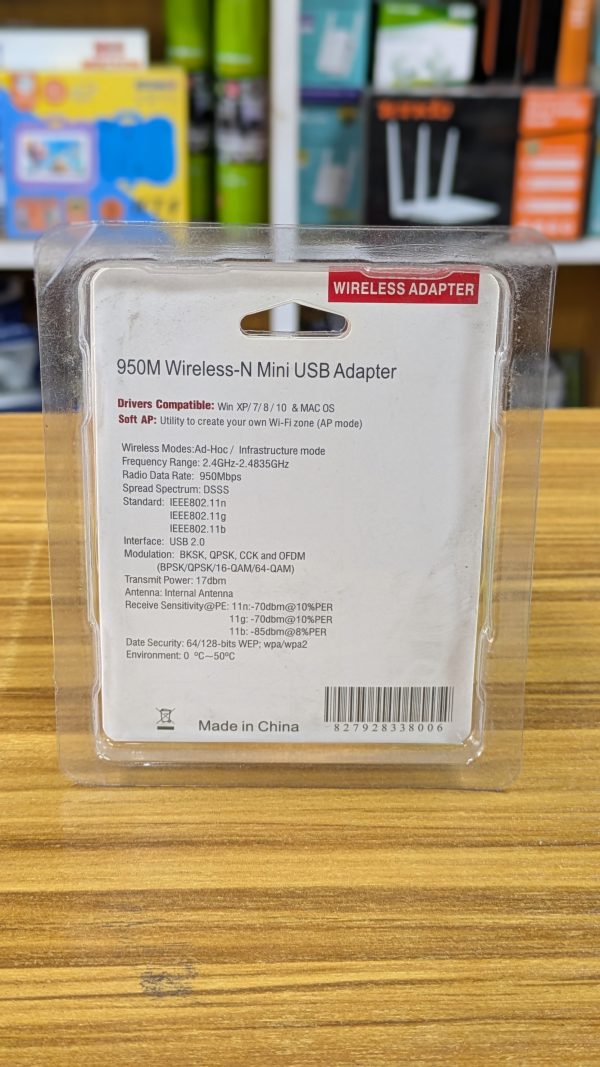 WIRELESS ADAPTER
950M Wireless-N Mini USB Adapter
Drivers Compatible: Win XP/ 7/ 8 / 10 & MAC OS
Soft AP: Utility to create your own Wi-Fi zone (AP mode)
Wireless Modes:Ad-Hoc / Infrastructure mode
Frequency Range: 2.4GHz-2.4835GHz
Radio Data Rate: 950Mbps
Spread Spectrum: DSSS
Standard: IEEE802.11n
IEEE802.11g
IEEE802.11b
Interface: USB 2.0
Modulation: BKSK, QPSK, CCK and OFDM
(BPSK/QPSK/16-QAM/64-QAM)
Transmit Power: 17dbm
Antenna: Internal Antenna
Receive Sensitivity@PE: 11n:-70dbm@10%PER
11g: -70dbm@10%PER
11b: -85dbm@8%PER
Date Security: 64/128-bits WEP; wpa/wpa2
Environment: 0 ºC~50ºC
Made in China
827928338006